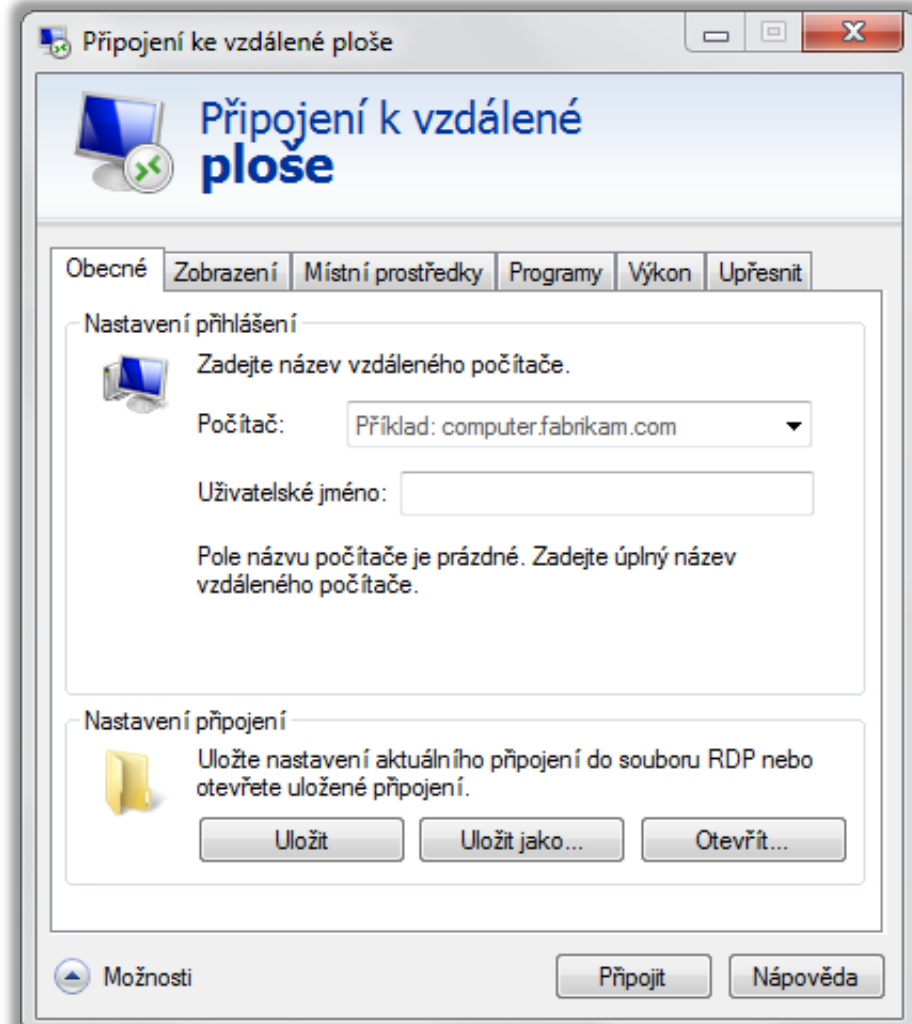 Připojení ke vzdálené ploše
Připojení k vzdálené
ploše
Obecné Zobrazení Místní prostředky Programy Výkon Upřesnit
Nastavení přihlášení
Zadejte název vzdáleného počítače.
Počítač: Příklad: computer.fabrikam.com
Uživatelské jméno:
Pole názvu počítače je prázdné. Zadejte úplný název
vzdáleného počítače.
Nastavení připojení
Uložte nastavení aktuálního připojení do souboru RDP nebo
otevřete uložené připojení.
Uložit Uložit jako... Otevřít...
Možnosti Připojit Nápověda